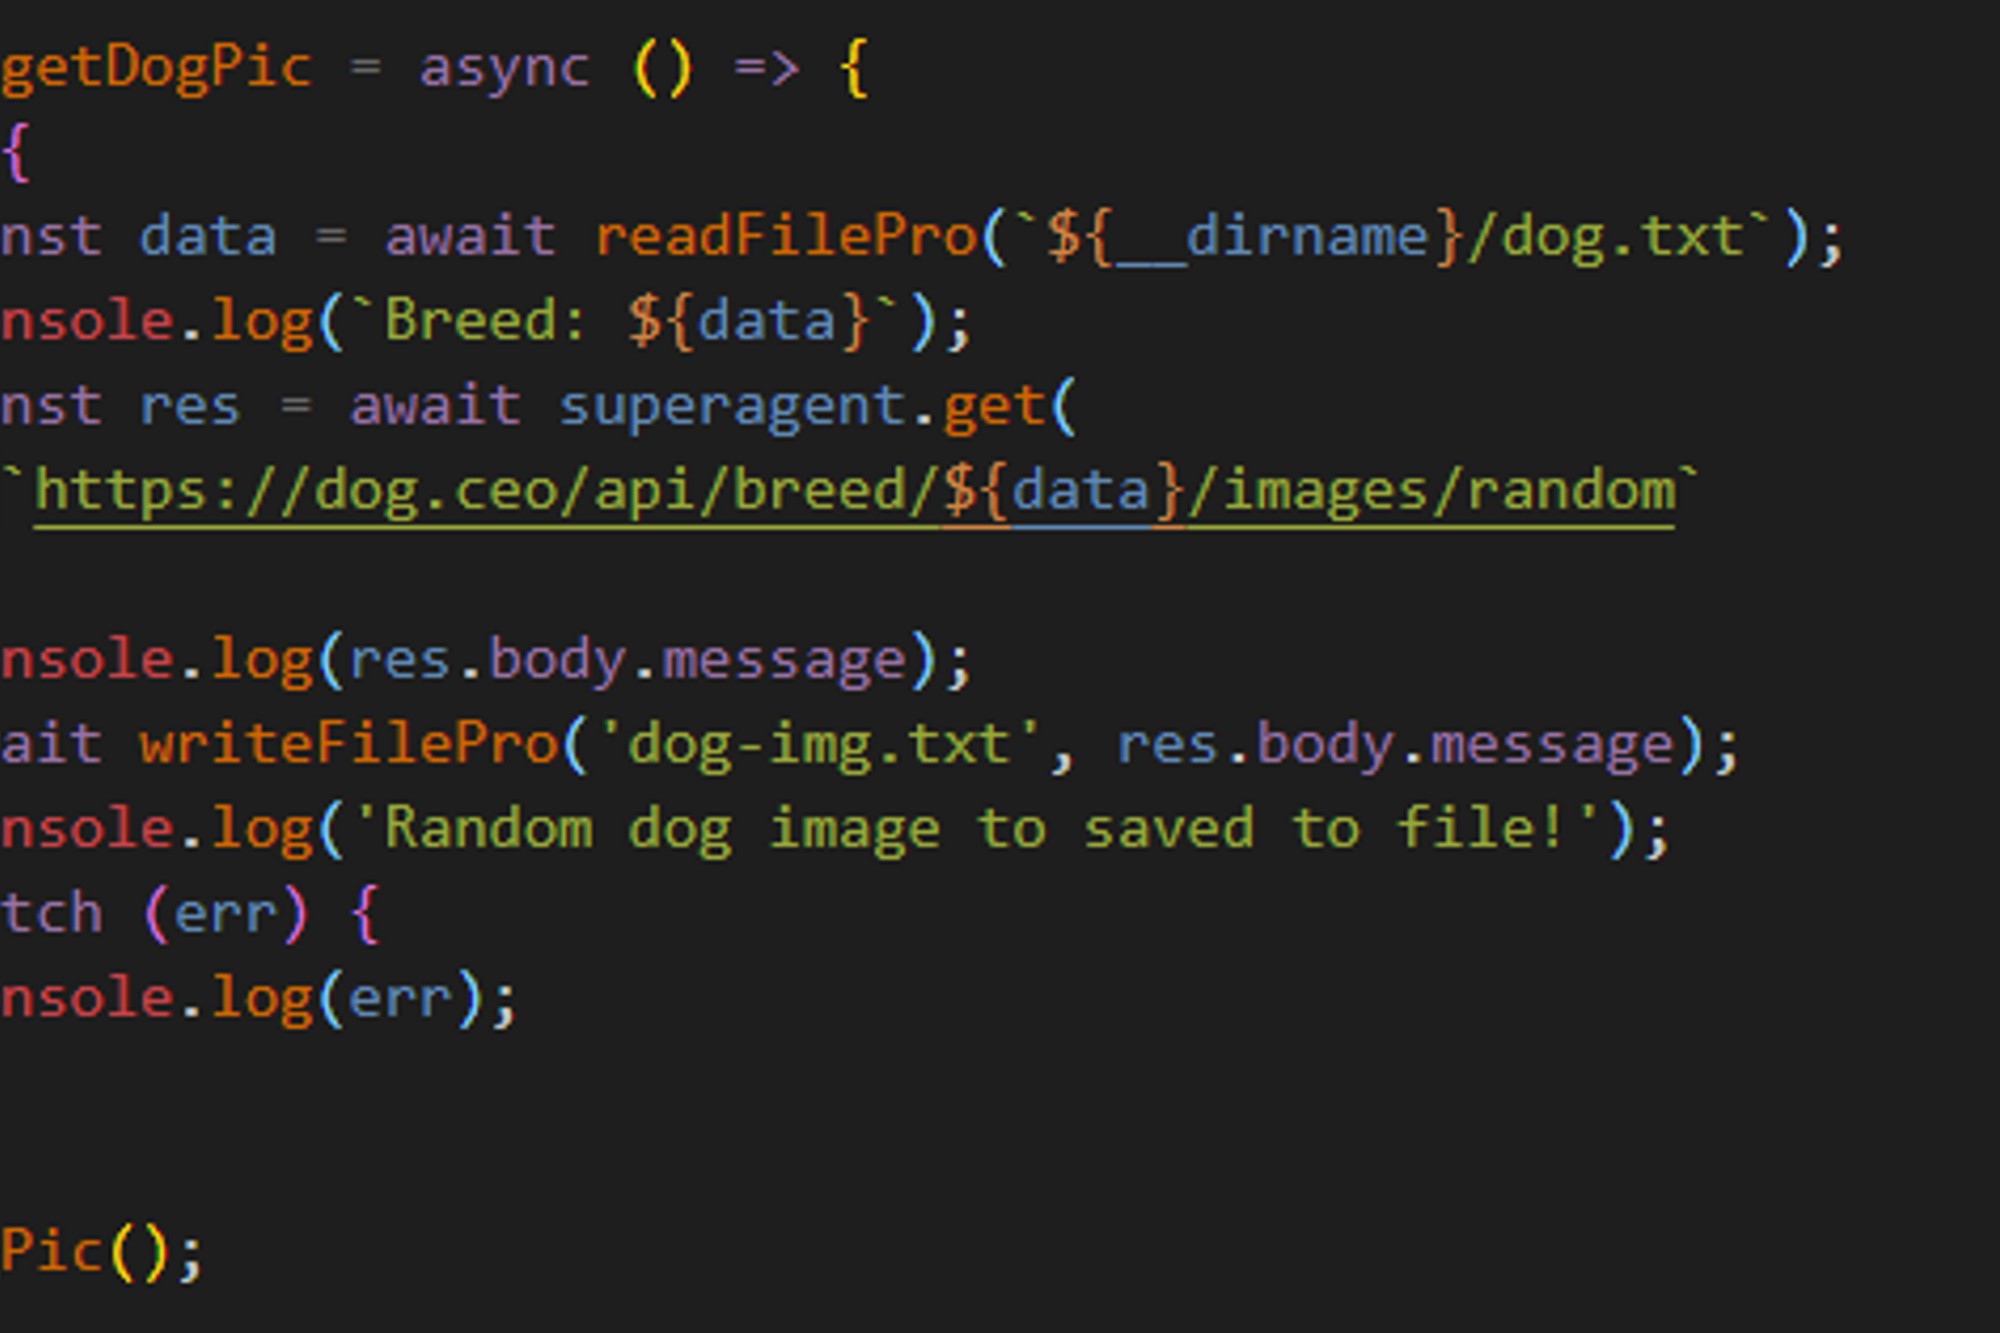 getDogPic = async () => {
{
nst data = await readFilePro(`${__dirname}/dog.txt`);
nsole.log(`Breed: ${data}`);
nst res = await superagent.get(
`https://dog.ceo/api/breed/${data}/images/random`
nsole.log(res.body.message);
ait writeFilePro('dog-img.txt', res.body.message);
nsole.log('Random dog image to saved to file!');
tch (err) {
nsole.log(err);
Pic();